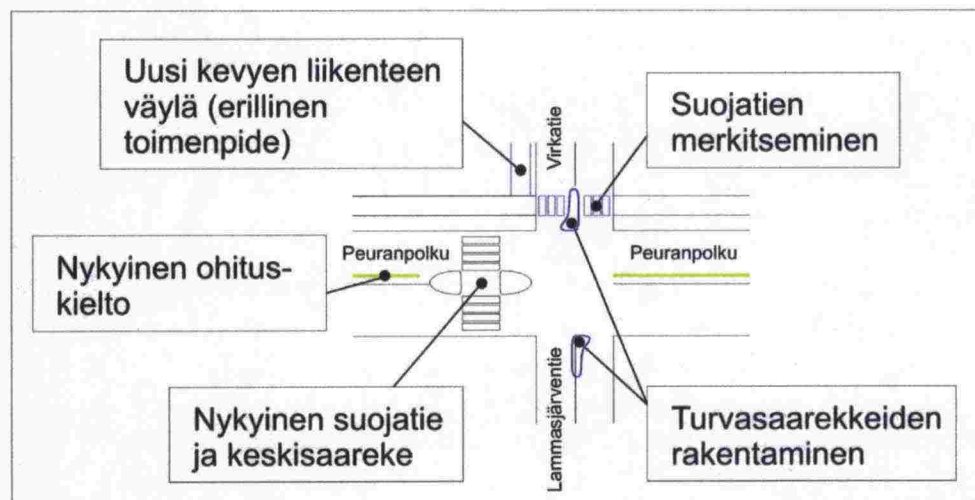 Uusi kevyen liikenteen
väylä (erillinen
toimenpide)
Virkatie
Suojatien
merkitseminen
Nykyinen ohitus-
kielto
Peuranpolku
Peuranpolku
Nykyinen suojatie
ja keskisaareke
Lammasjärventie
Turvasaarekkeiden
rakentaminen